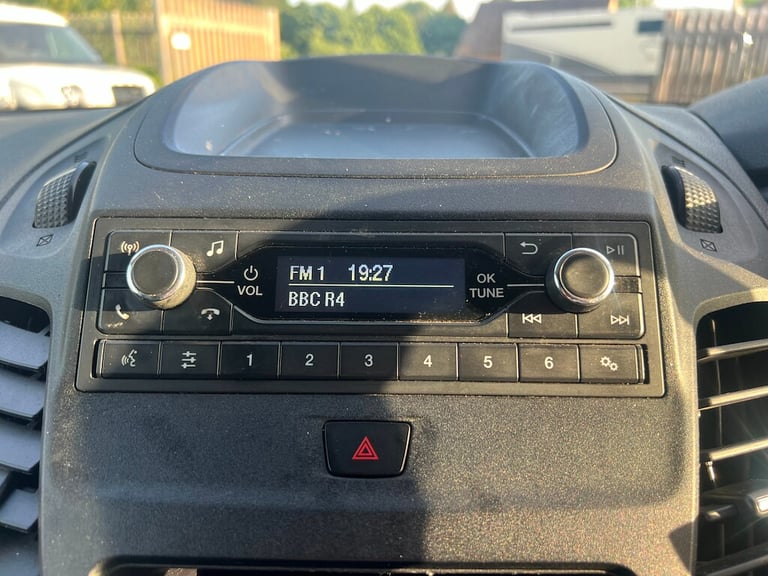 FM 1 19:27
BBC R4
VOL
OK
TUNE
1 2 3 4 5 6